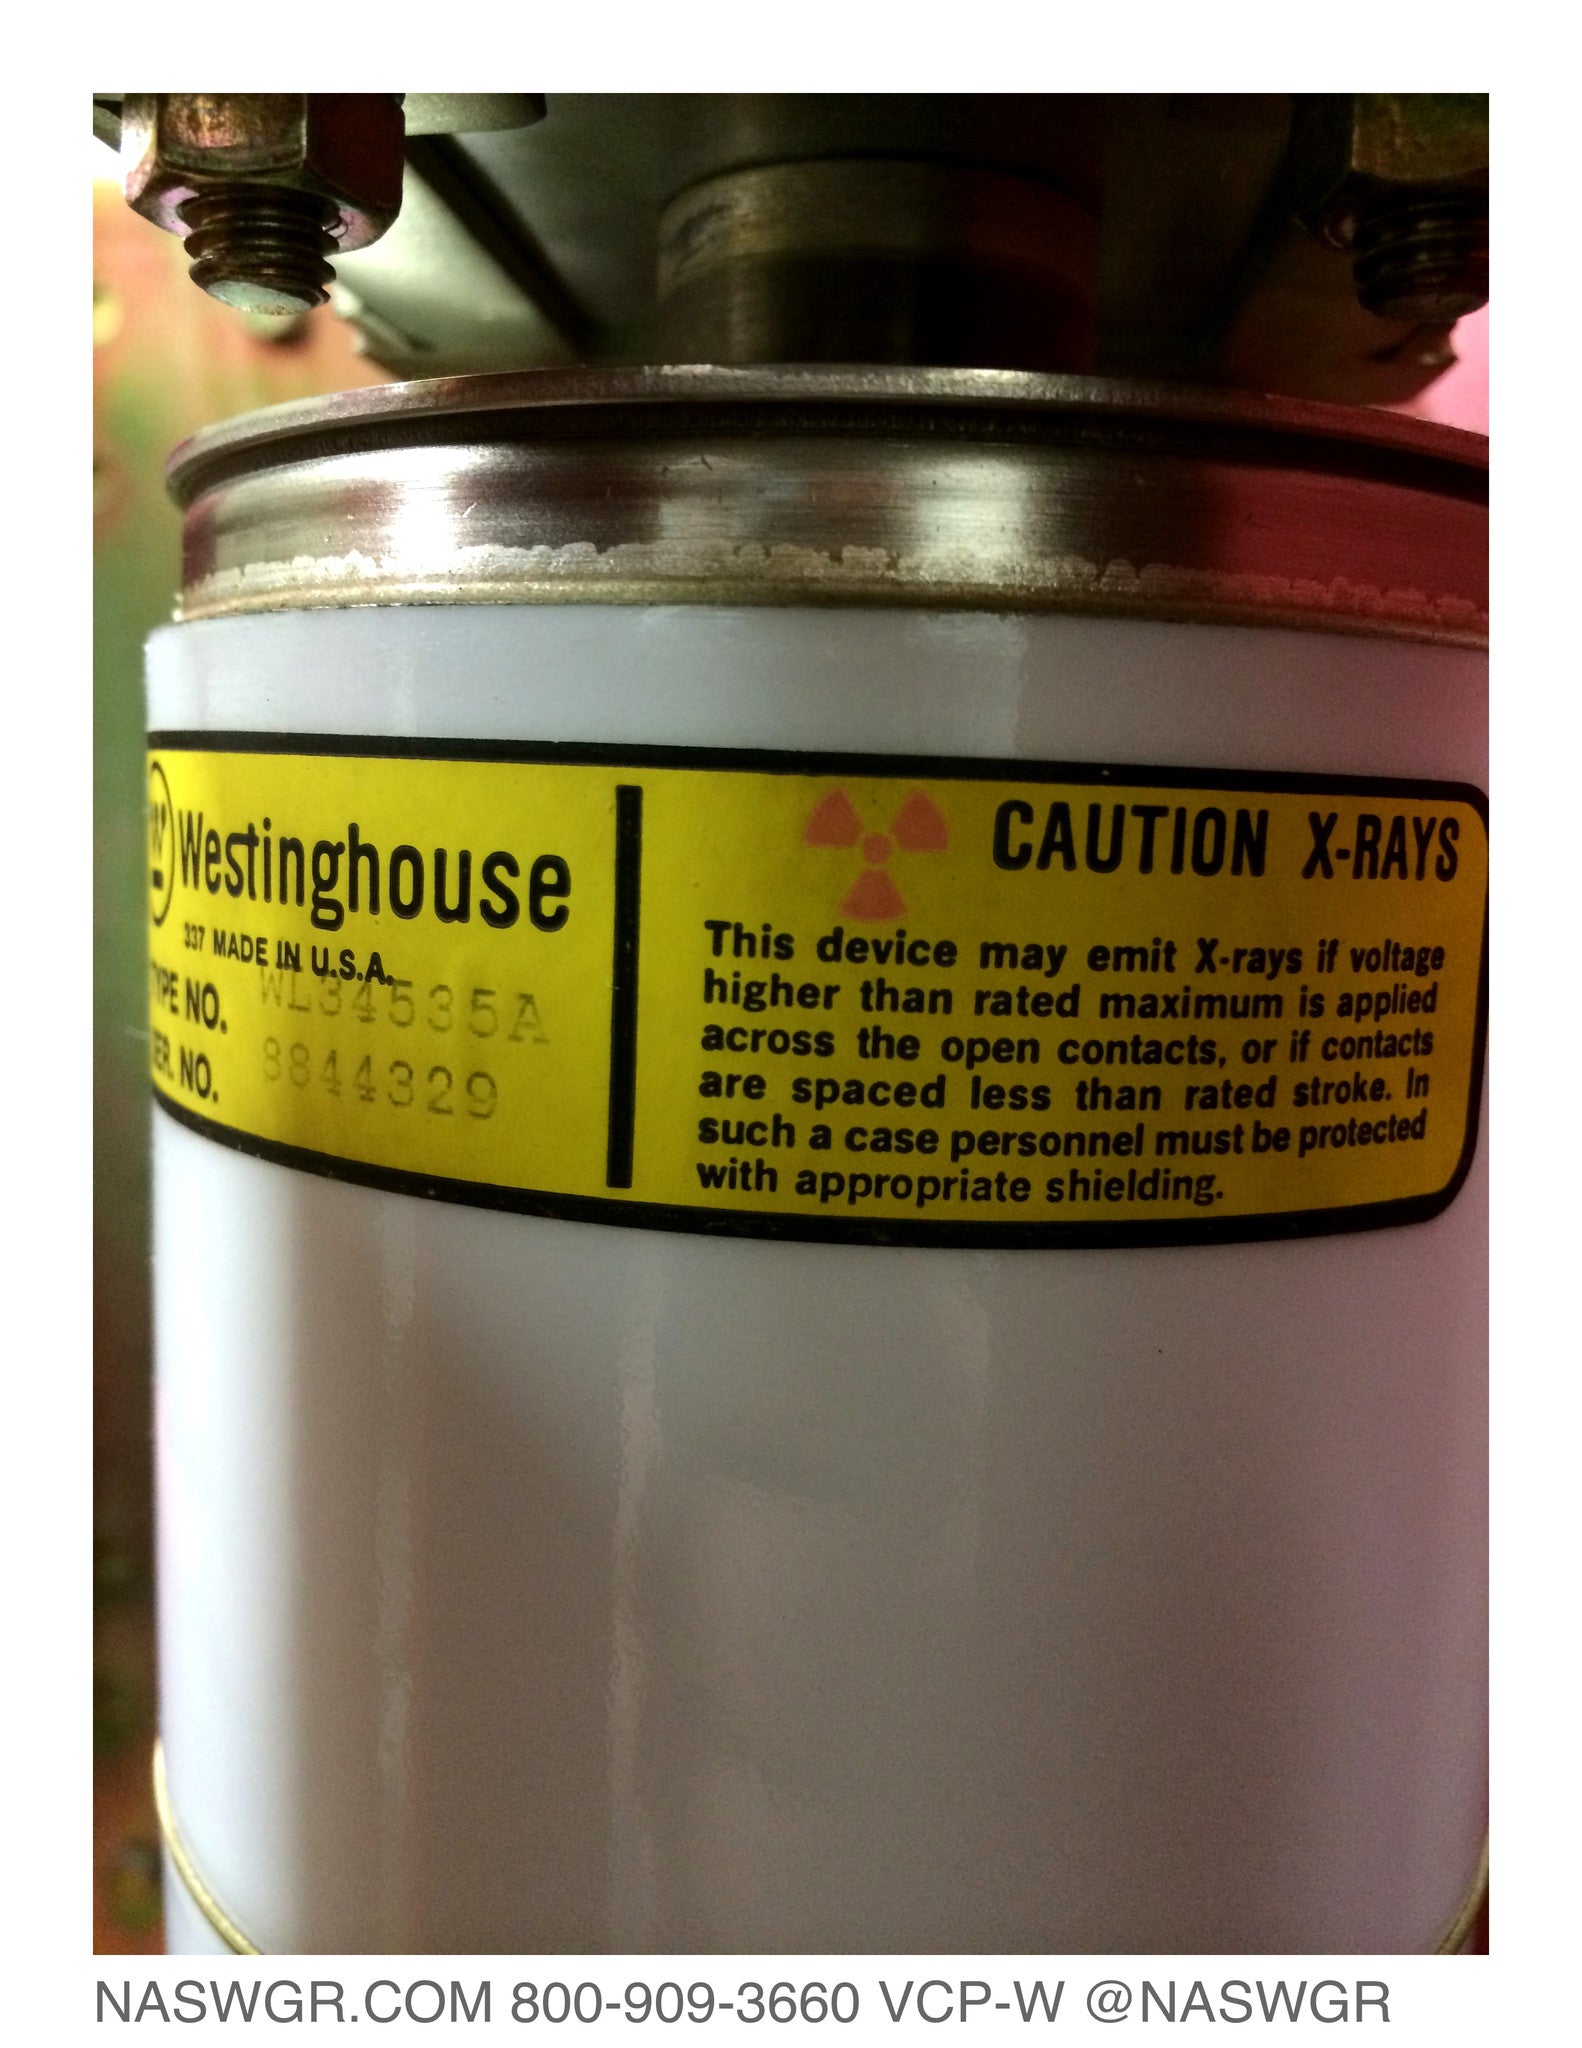 W Westinghouse
337 MADE IN U.S.A.
YPE NO. WL34535A
ER. NO. 8844329
CAUTION X-RAYS
This device may emit X-rays if voltage
higher than rated maximum is applied
across the open contacts, or if contacts
are spaced less than rated stroke. In
such a case personnel must be protected
with appropriate shielding.
NASWGR.COM 800-909-3660 VCP-W @NASWGR